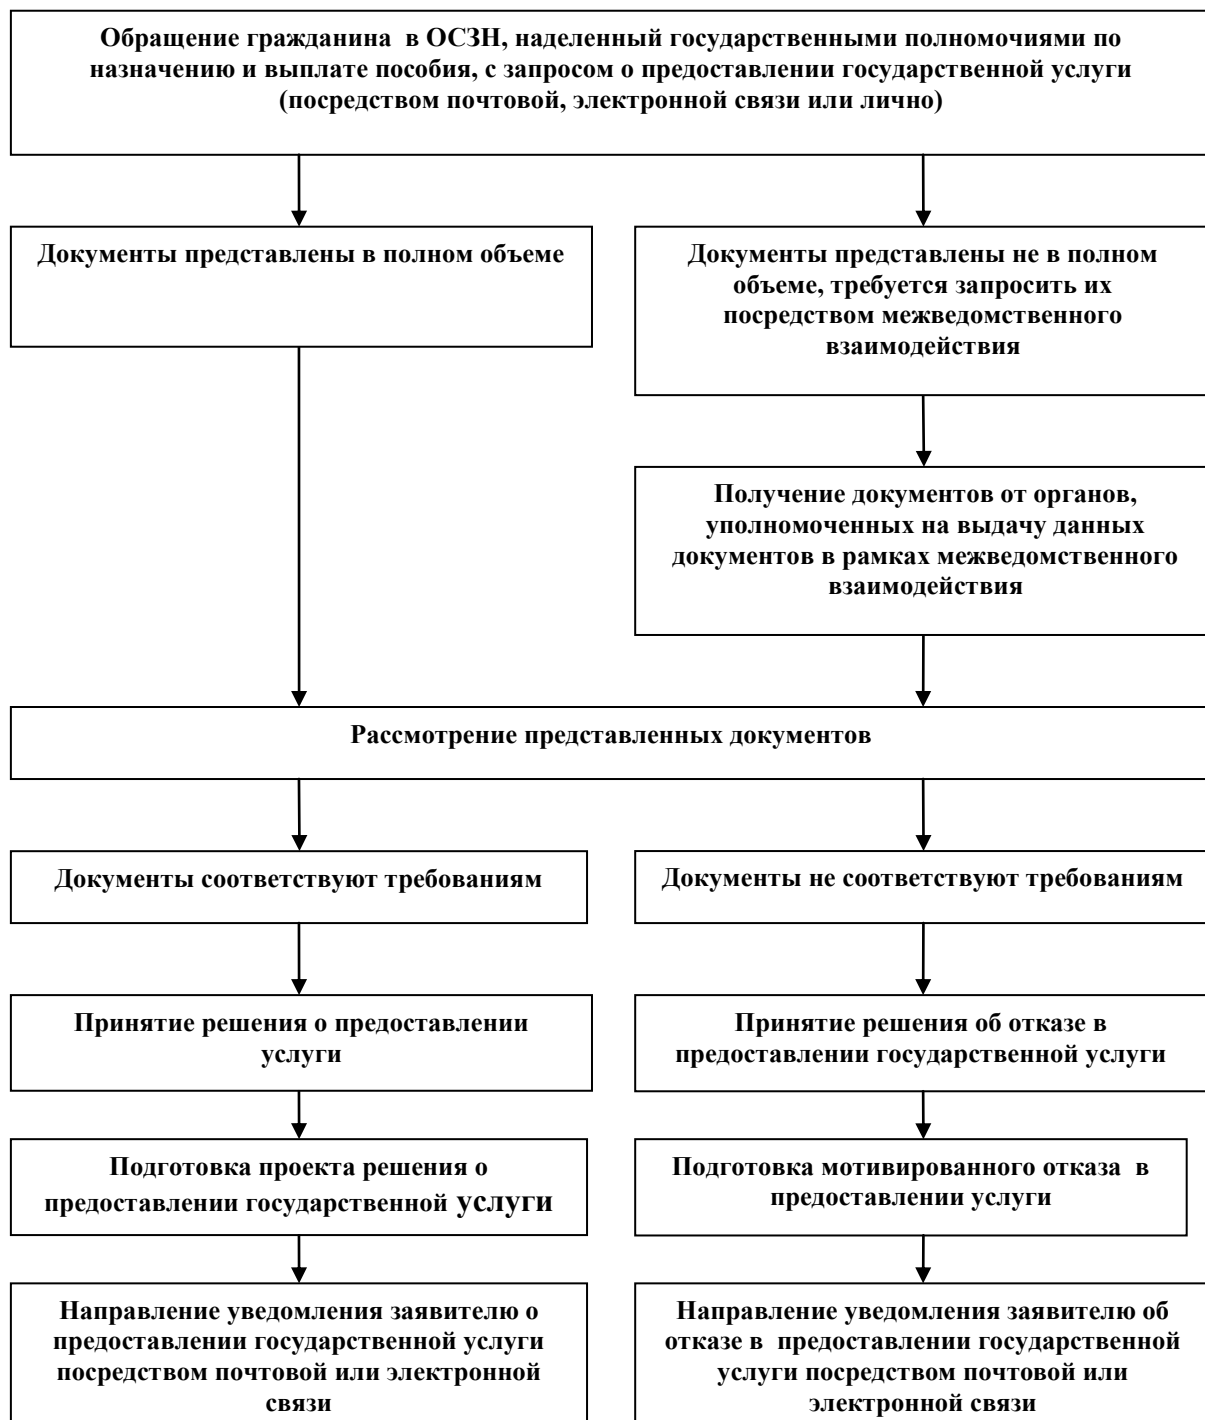 Обращение гражданина  в ОСЗН, наделенный государственными полномочиями по
назначению и выплате пособия, с запросом о предоставлении государственной услуги
(посредством почтовой, электронной связи или лично)
Документы представлены в полном объеме
Документы представлены не в полном
объеме, требуется запросить их
посредством межведомственного
взаимодействия
Получение документов от органов,
уполномоченных на выдачу данных
документов в рамках межведомственного
взаимодействия
Рассмотрение представленных документов
Документы соответствуют требованиям
Документы не соответствуют требованиям
Принятие решения о предоставлении
услуги
Принятие решения об отказе в
предоставлении государственной услуги
Подготовка проекта решения о
предоставлении государственной услуги
Подготовка мотивированного отказа  в
предоставлении услуги
Направление уведомления заявителю о
предоставлении государственной услуги
посредством почтовой или электронной
связи
Направление уведомления заявителю об
отказе в  предоставлении государственной
услуги посредством почтовой или
электронной связи